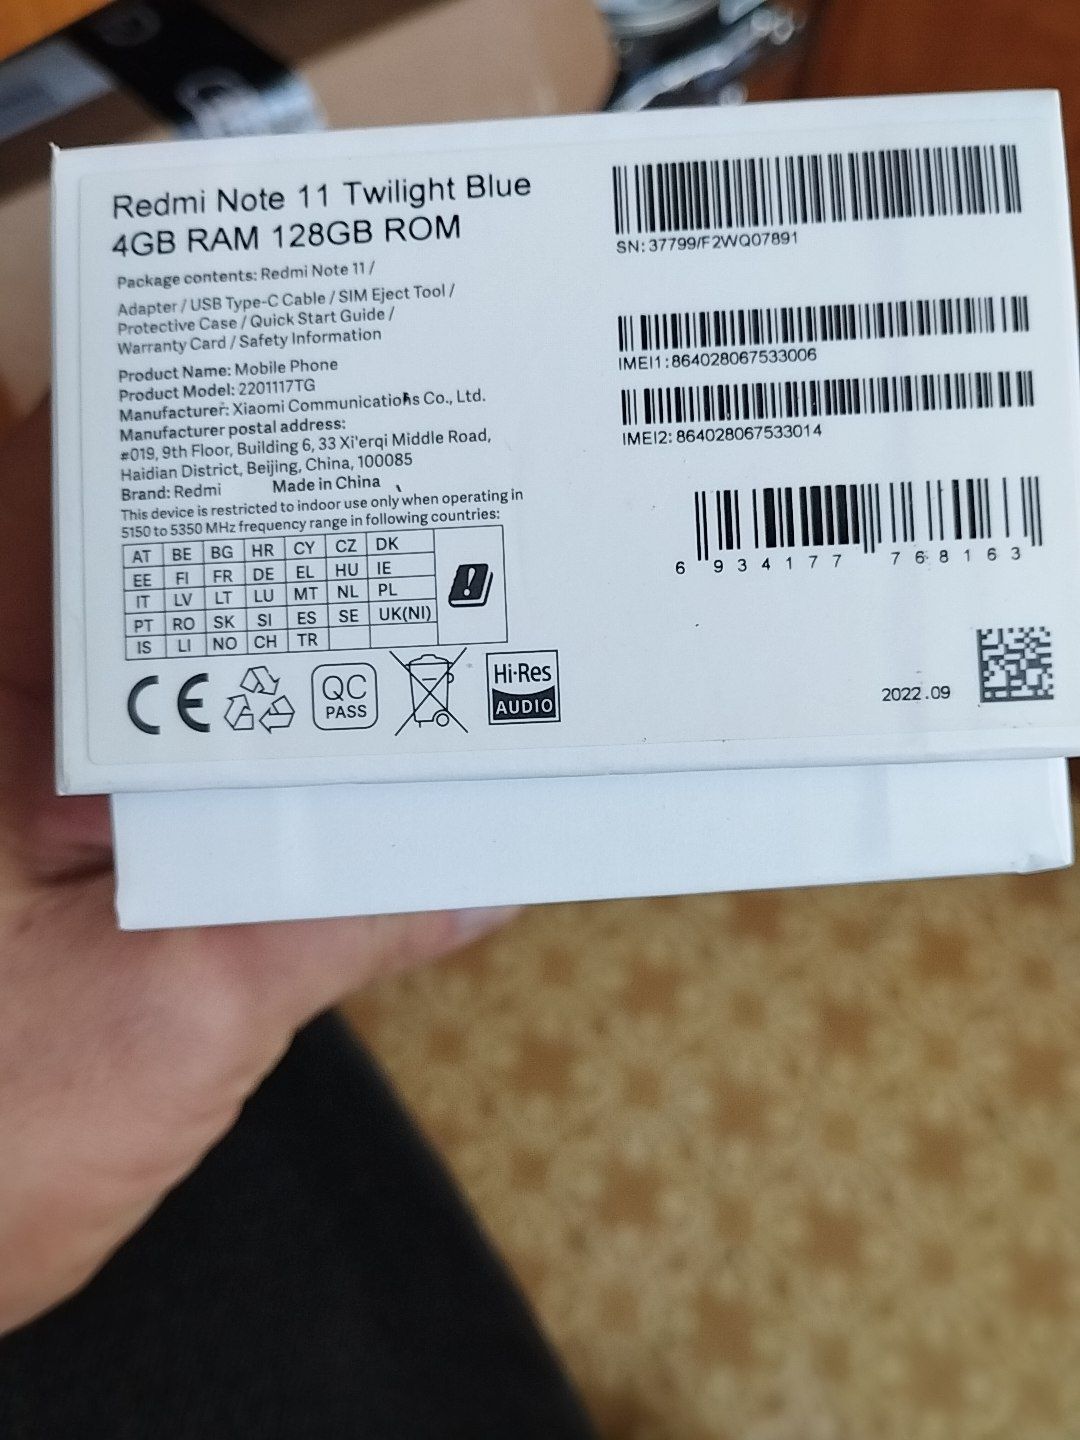 Redmi Note 11 Twilight Blue
4GB RAM 128GB ROM
Package contents: Redmi Note 11 /
Adapter / USB Type-C Cable / SIM Eject Tool /
Protective Case / Quick Start Guide /
Warranty Card / Safety Information
Product Name: Mobile Phone
Product Model: 2201117TG
Manufacturer: Xiaomi Communications Co., Ltd.
Manufacturer postal address:
#019, 9th Floor, Building 6, 33 Xi'erqi Middle Road,
Haidian District, Beijing, China, 100085
Brand: Redmi Made in China
This device is restricted to indoor use only when operating in
5150 to 5350 MHz frequency range in following countries:
AT BE BG HR CY CZ DK
EE FI FR DE EL HU IE
IT LV LT LU MT NL PL
PT RO SK SI ES SE UK(NI)
IS LI NO CH TR
CE
QC
PASS
Hi-Res
AUDIO
SN: 37799/F2WQ07891
IMEI1: 864028067533006
IMEI2: 864028067533014
6 934177 768163
2022.09